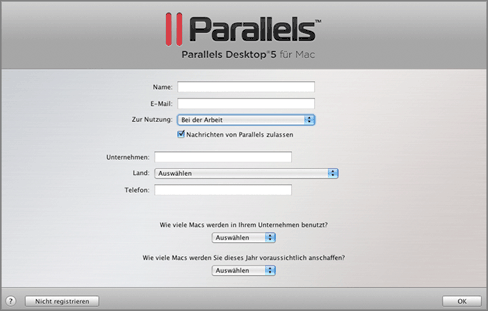 Parallels™
Parallels Desktop® 5 für Mac
Name:
E-Mail:
Zur Nutzung: Bei der Arbeit
Nachrichten von Parallels zulassen
Unternehmen:
Land: Auswählen
Telefon:
Wie viele Macs werden in Ihrem Unternehmen benutzt?
Auswählen
Wie viele Macs werden Sie dieses Jahr voraussichtlich anschaffen?
Auswählen
? Nicht registrieren OK